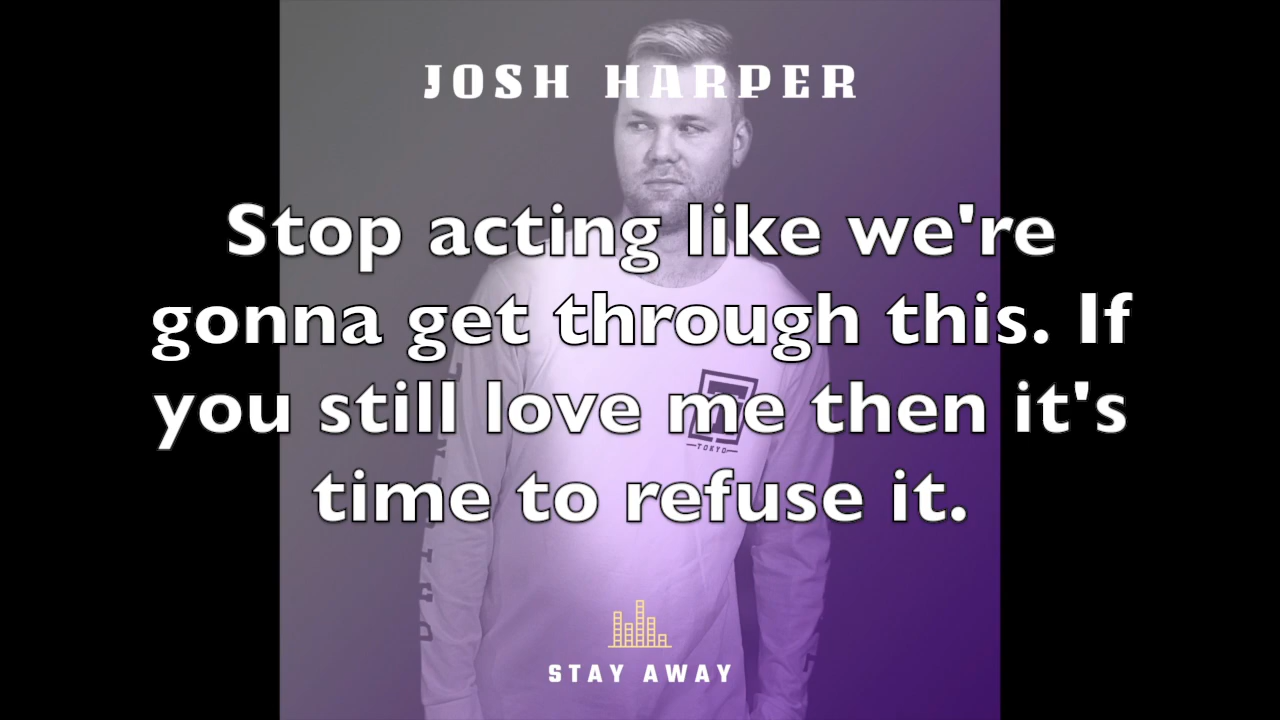 JOSH HARPER
Stop acting like we're
gonna get through this. If
you still love me then it's
time to refuse it.
TOKYO
STAY AWAY